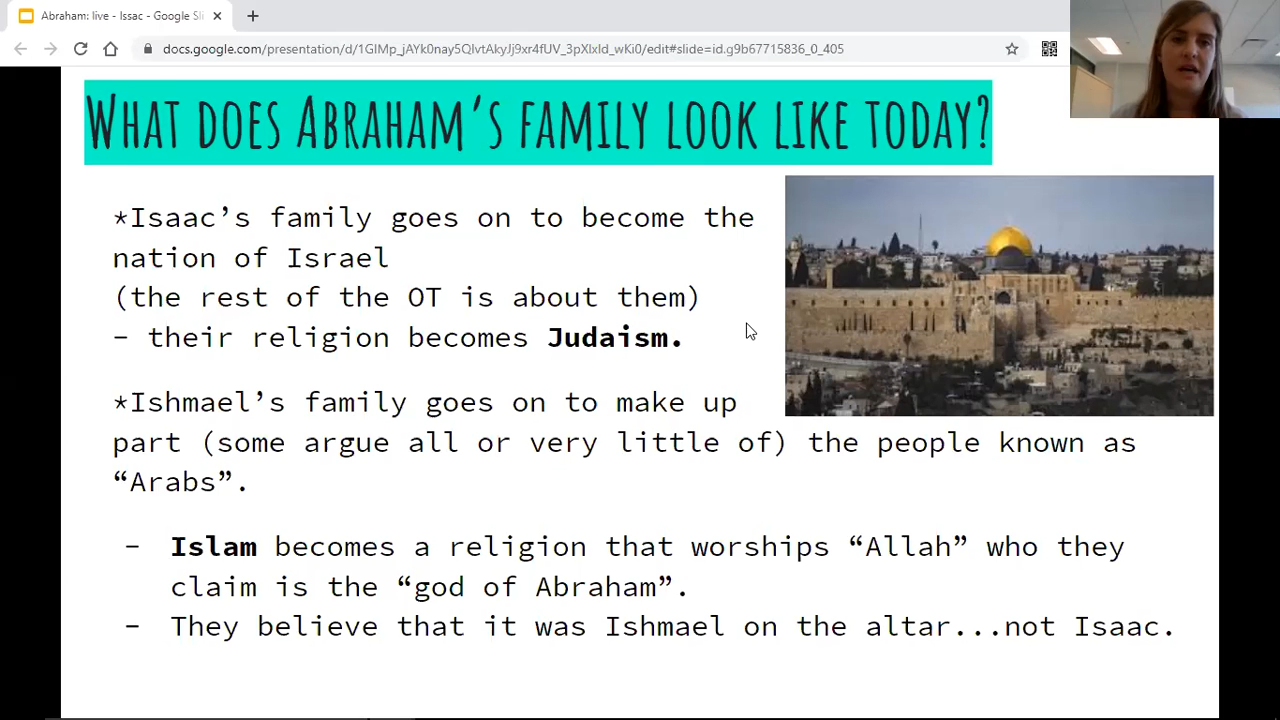 Abraham: live - Issac - Google Sli
docs.google.com/presentation/d/1GIMp_jAYk0nay5QIvtAkyJj9xr4fUV_3pXlxld_wKi0/edit#slide=id.g9b67715836_0_405
What does Abraham's family look like today?
*Isaac’s family goes on to become the
nation of Israel
(the rest of the OT is about them)
– their religion becomes Judaism.
*Ishmael’s family goes on to make up
part (some argue all or very little of) the people known as
“Arabs”.
– Islam becomes a religion that worships “Allah” who they
claim is the “god of Abraham”.
– They believe that it was Ishmael on the altar...not Isaac.